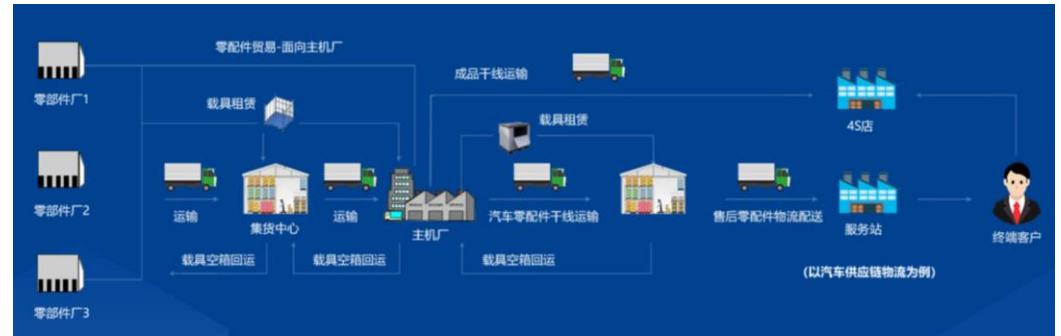 零配件贸易-面向主机厂
成品干线运输
零部件厂1
载具租赁
载具租赁
4S店
零部件厂2
运输
集货中心
运输
主机厂
汽车零配件干线运输
售后零配件物流配送
服务站
终端客户
载具空箱回运
载具空箱回运
载具空箱回运
(以汽车供应链物流为例)
零部件厂3